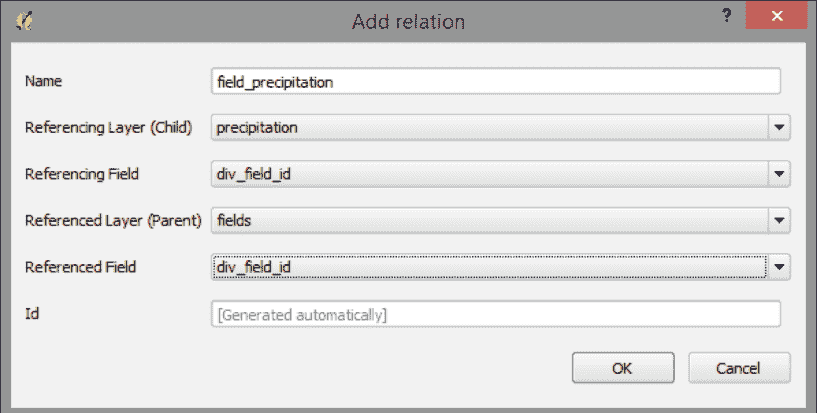 Add relation
?
Name field_precipitation
Referencing Layer (Child) precipitation
Referencing Field div_field_id
Referenced Layer (Parent) fields
Referenced Field div_field_id
Id [Generated automatically]
OK Cancel